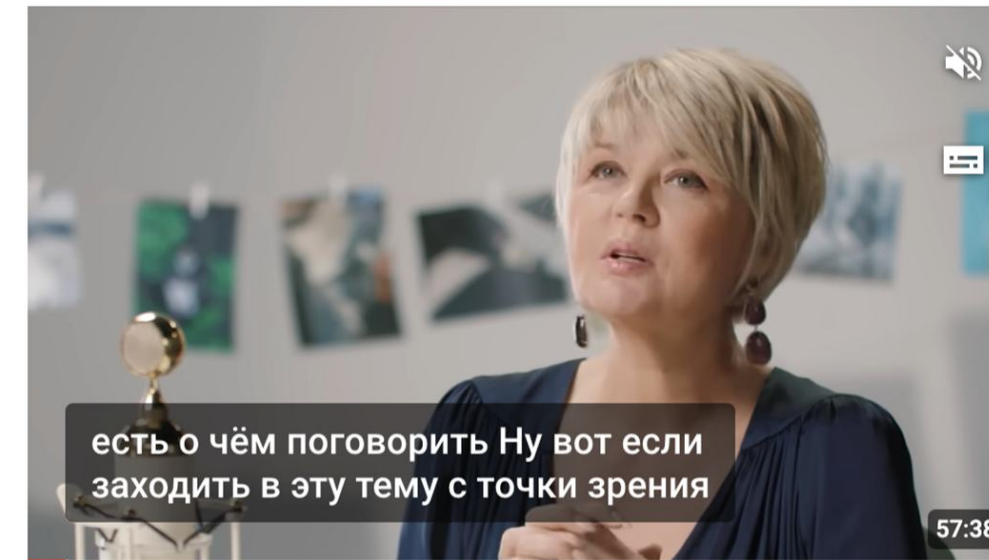 есть о чём поговорить Ну вот если
заходить в эту тему с точки зрения
57:38